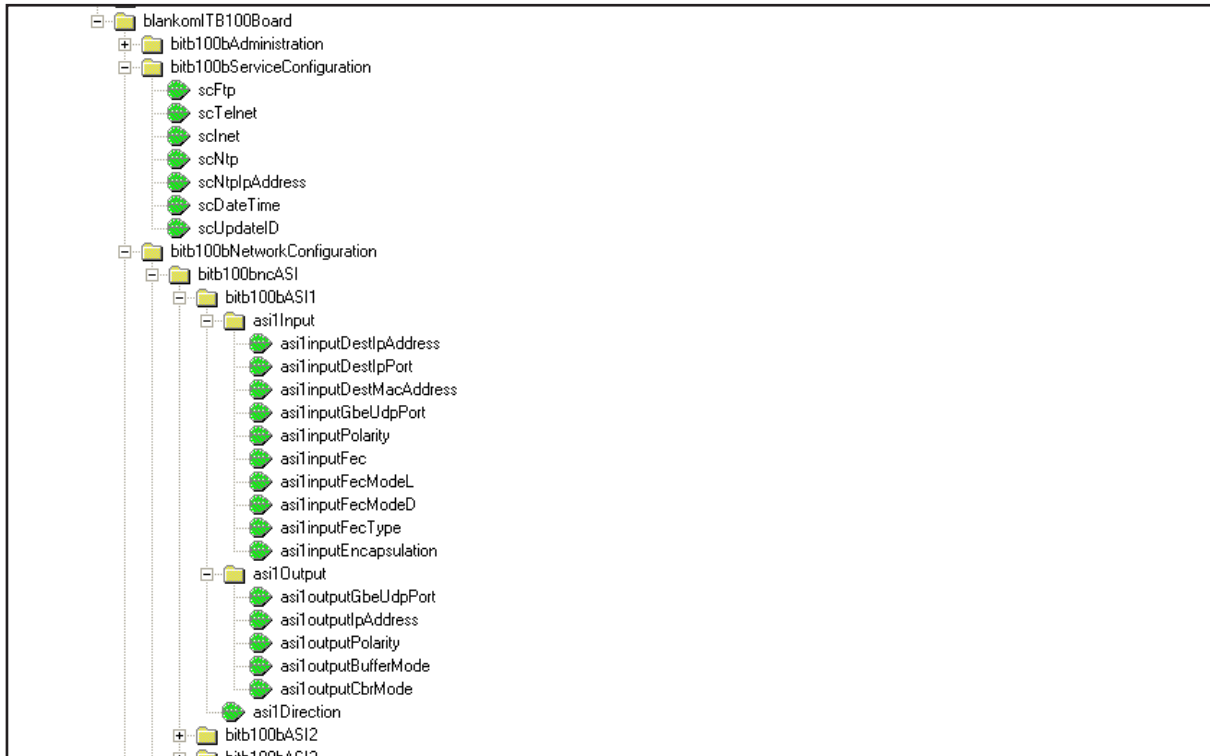 blankomITB100Board
bitb100bAdministration
bitb100bServiceConfiguration
scFtp
scTelnet
scInet
scNtp
scNtpIpAddress
scDateTime
scUpdateID
bitb100bNetworkConfiguration
bitb100bncASI
bitb100bASI1
asi1Input
asi1inputDestIpAddress
asi1inputDestIpPort
asi1inputDestMacAddress
asi1inputGbeUdpPort
asi1inputPolarity
asi1inputFec
asi1inputFecModeL
asi1inputFecModeD
asi1inputFecType
asi1inputEncapsulation
asi1Output
asi1outputGbeUdpPort
asi1outputIpAddress
asi1outputPolarity
asi1outputBufferMode
asi1outputCbrMode
asi1Direction
bitb100bASI2